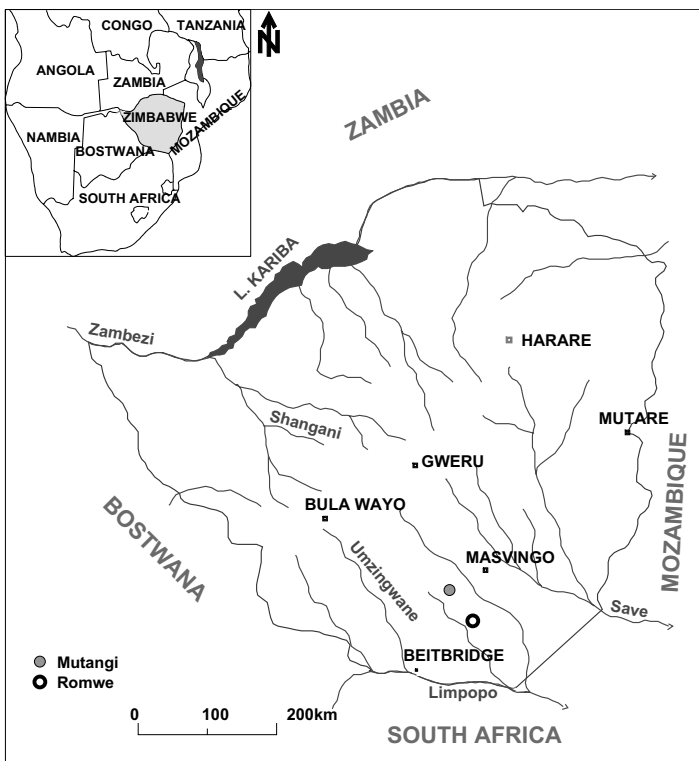 CONGO
TANZANIA
N
ANGOLA
ZAMBIA
ZIMBABWE
MOZAMBIQUE
NAMBIA
BOSTWANA
SOUTH AFRICA
ZAMBIA
L. KARIBA
Zambezi
HARARE
Shangani
MUTARE
GWERU
MOZAMBIQUE
BULA WAYO
BOSTWANA
Umzingwane
MASVINGO
Save
BEITBRIDGE
Mutangi
Romwe
Limpopo
0 100 200km
SOUTH AFRICA